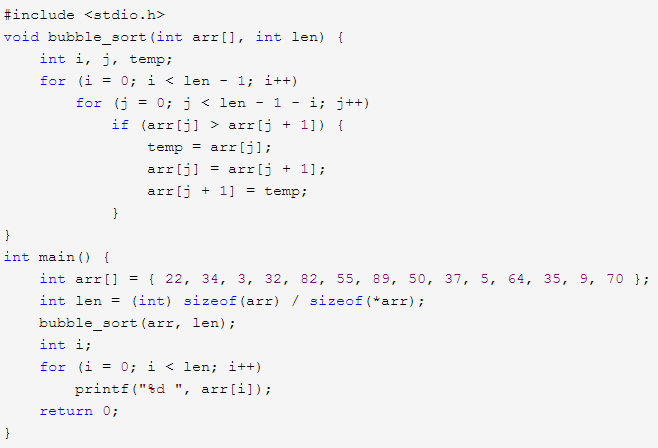 #include <stdio.h>
void bubble_sort(int arr[], int len) {
    int i, j, temp;
    for (i = 0; i < len - 1; i++)
        for (j = 0; j < len - 1 - i; j++)
            if (arr[j] > arr[j + 1]) {
                temp = arr[j];
                arr[j] = arr[j + 1];
                arr[j + 1] = temp;
            }
}
int main() {
    int arr[] = { 22, 34, 3, 32, 82, 55, 89, 50, 37, 5, 64, 35, 9, 70 };
    int len = (int) sizeof(arr) / sizeof(*arr);
    bubble_sort(arr, len);
    int i;
    for (i = 0; i < len; i++)
        printf("%d ", arr[i]);
    return 0;
}